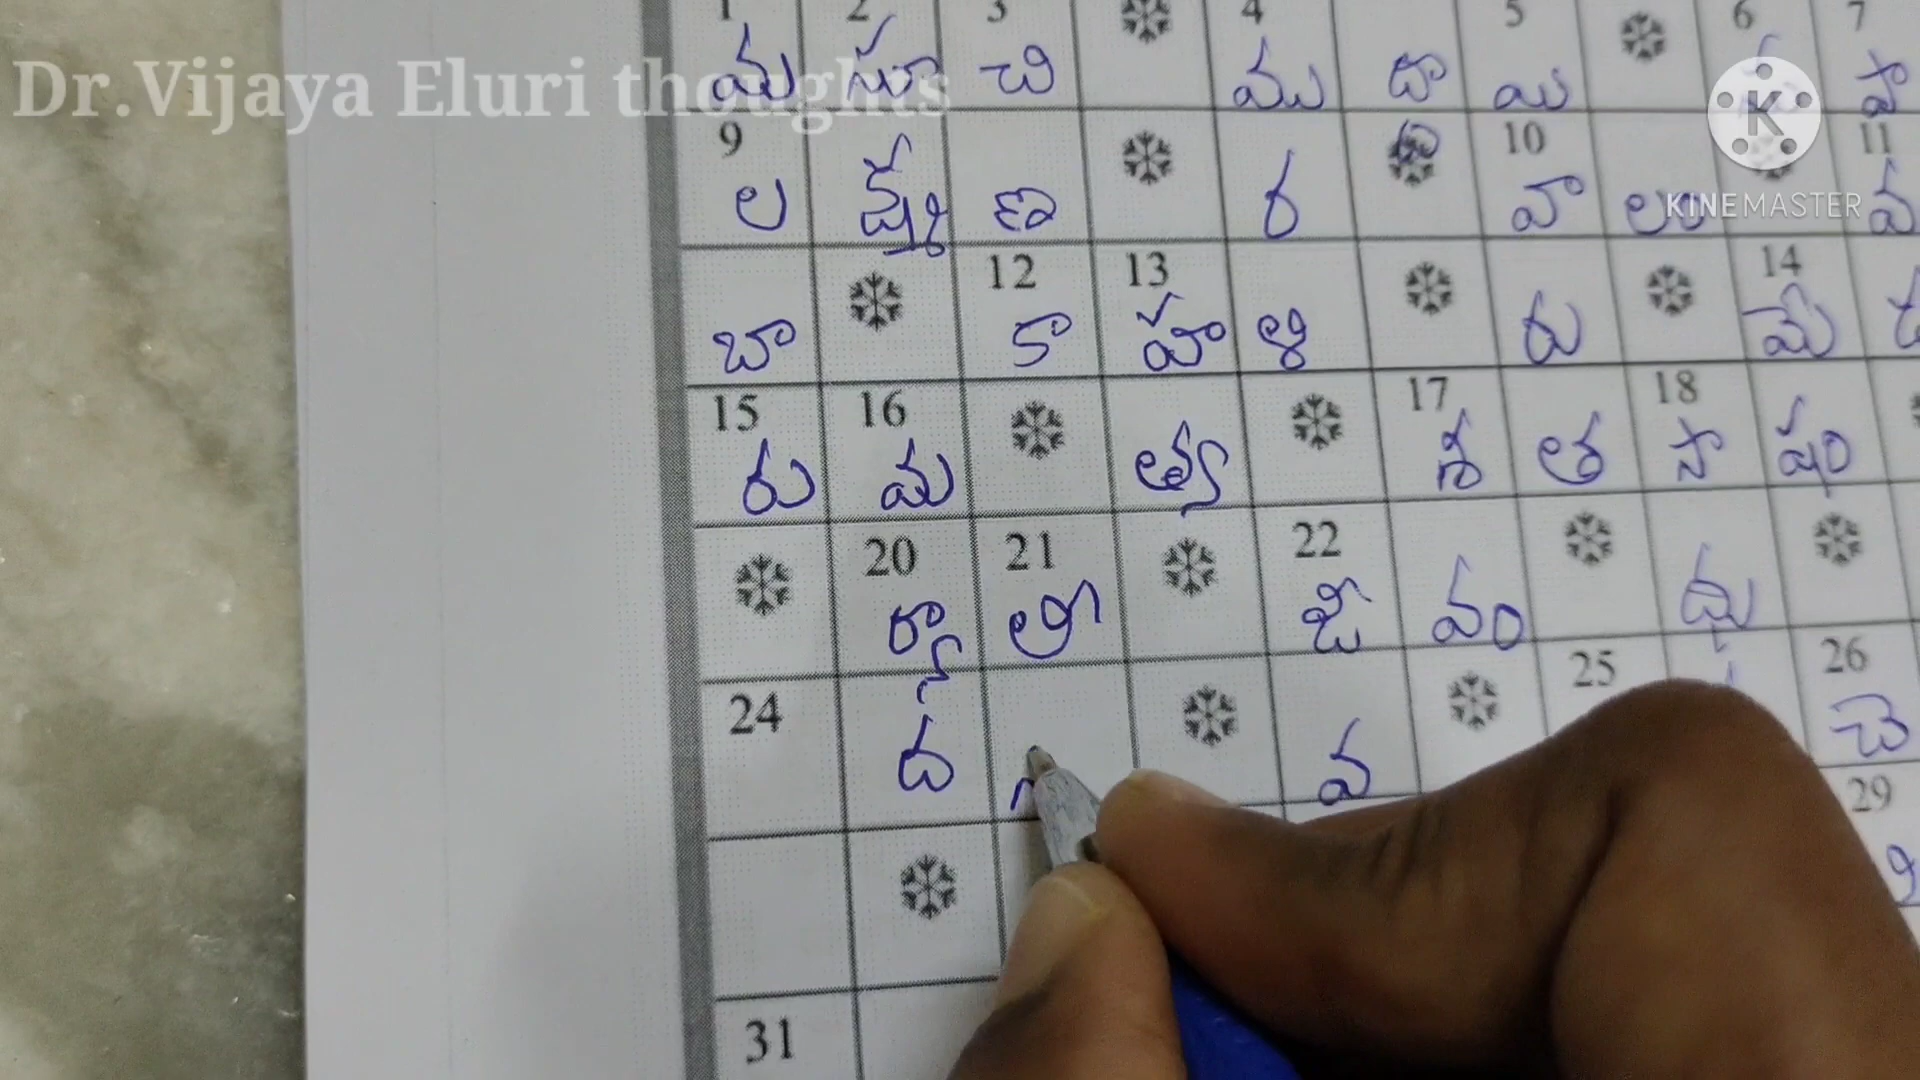 Dr.Vijaya Eluri thoughts
KINEMASTER
1 2 3 4 5 6 7
చి ము దా య
9 10 11
ల ణ ర వా లం వ
12 13 14
బా కా హా ళి రు మే
15 16 17 18
రు మ త్యా శ త పా షం
20 21 22
జీ వం
24 25 26
ద వ చె
29
31